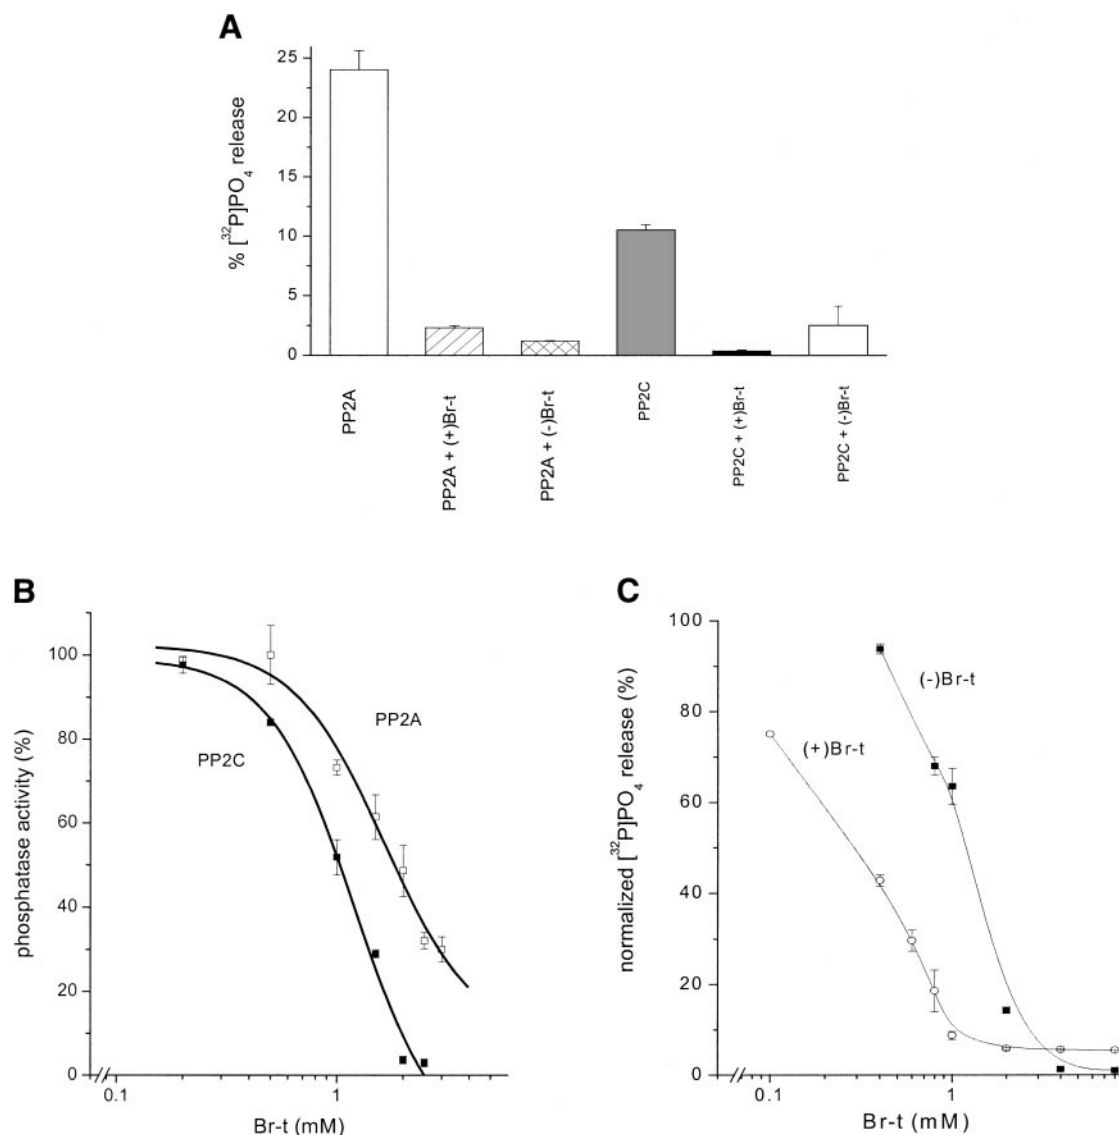 A
% [³²P]PO₄ release
25
20
15
10
5
0
PP2A
PP2A + (+)Br-t
PP2A + (-)Br-t
PP2C
PP2C + (+)Br-t
PP2C + (-)Br-t
B
phosphatase activity (%)
100
80
60
40
20
0
PP2A
PP2C
0.1
1
Br-t (mM)
C
normalized [³²P]PO₄ release (%)
100
80
60
40
20
0
(-)Br-t
(+)Br-t
0.1
1
Br-t (mM)